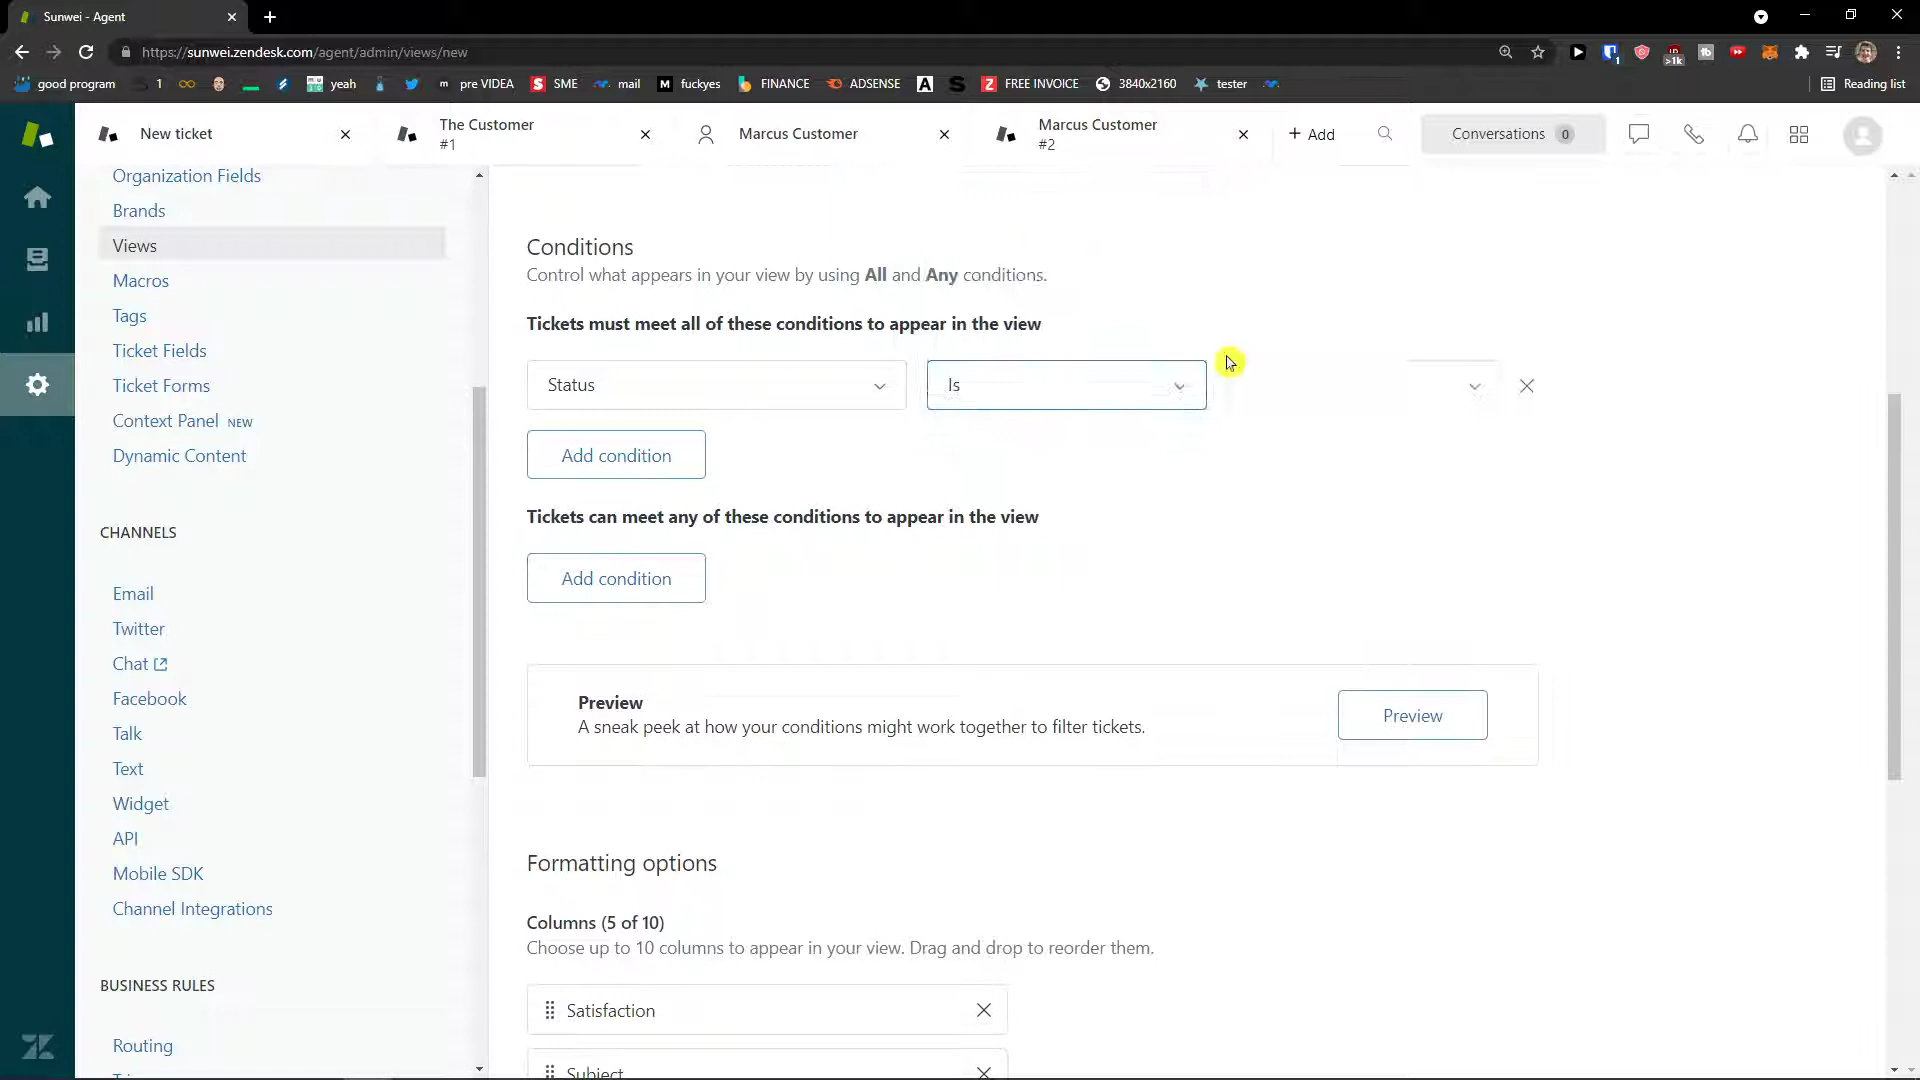 Sunwei - Agent
https://sunwei.zendesk.com/agent/admin/views/new
1
>1k
good program
1
yeah
m pre VIDEA
S SME
mail
M fuckyes
FINANCE
ADSENSE
A
S
Z FREE INVOICE
3840x2160
tester
Reading list
New ticket
The Customer
#1
Marcus Customer
Marcus Customer
#2
+ Add
Conversations 0
Organization Fields
Brands
Views
Macros
Tags
Ticket Fields
Ticket Forms
Context Panel NEW
Dynamic Content
CHANNELS
Email
Twitter
Chat
Facebook
Talk
Text
Widget
API
Mobile SDK
Channel Integrations
BUSINESS RULES
Routing
Conditions
Control what appears in your view by using All and Any conditions.
Tickets must meet all of these conditions to appear in the view
Status
Is
Add condition
Tickets can meet any of these conditions to appear in the view
Add condition
Preview
A sneak peek at how your conditions might work together to filter tickets.
Preview
Formatting options
Columns (5 of 10)
Choose up to 10 columns to appear in your view. Drag and drop to reorder them.
Satisfaction
Subject